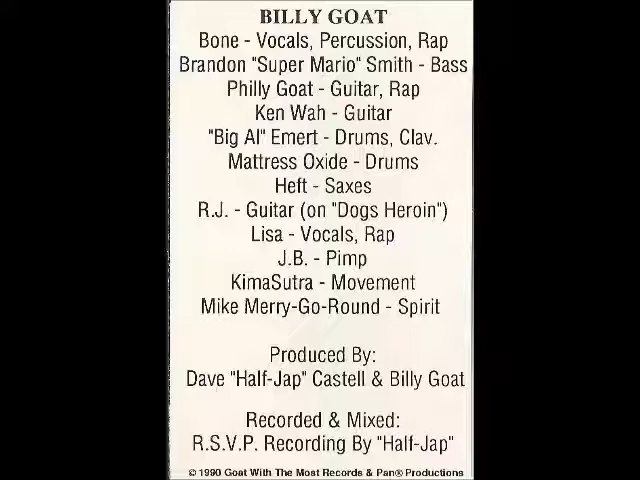 BILLY GOAT
Bone - Vocals, Percussion, Rap
Brandon "Super Mario" Smith - Bass
Philly Goat - Guitar, Rap
Ken Wah - Guitar
"Big Al" Emert - Drums, Clav.
Mattress Oxide - Drums
Heft - Saxes
R.J. - Guitar (on "Dogs Heroin")
Lisa - Vocals, Rap
J.B. - Pimp
KimaSutra - Movement
Mike Merry-Go-Round - Spirit
Produced By:
Dave "Half-Jap" Castell & Billy Goat
Recorded & Mixed:
R.S.V.P. Recording By "Half-Jap"
© 1990 Goat With The Most Records & Pan® Productions